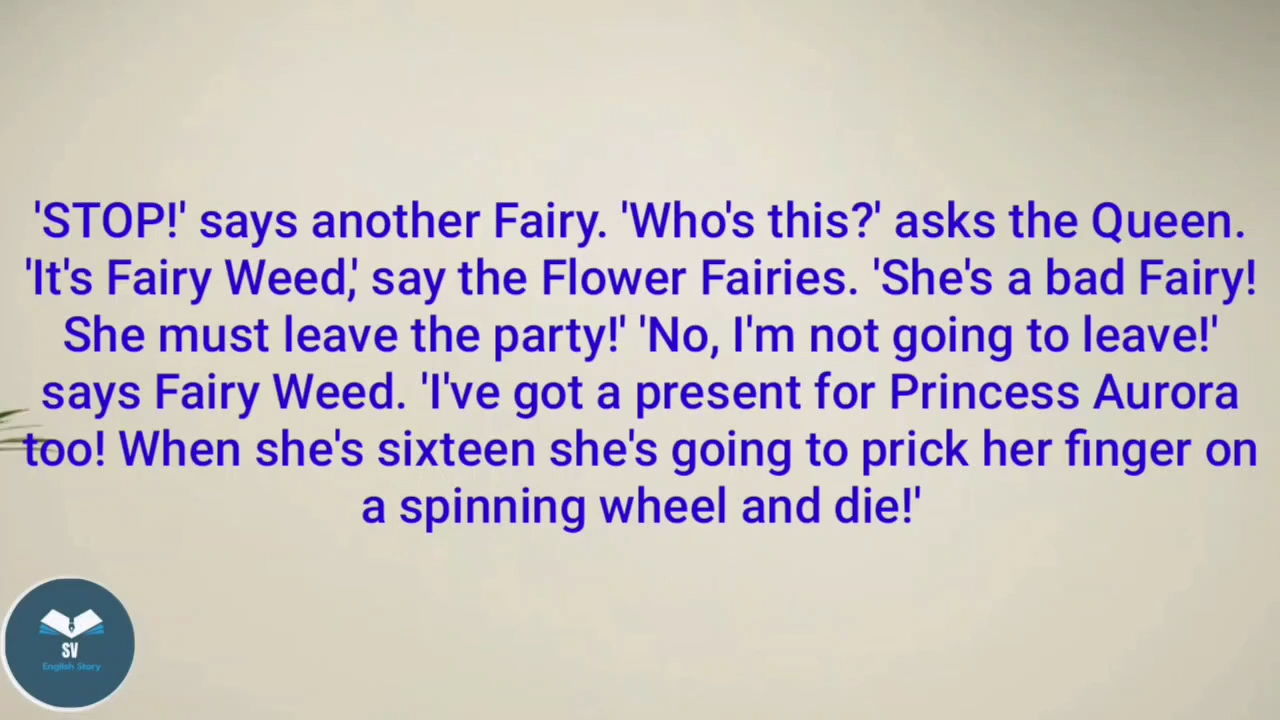 'STOP!' says another Fairy. 'Who's this?' asks the Queen.
'It's Fairy Weed,' say the Flower Fairies. 'She's a bad Fairy!
She must leave the party!' 'No, I'm not going to leave!'
says Fairy Weed. 'I've got a present for Princess Aurora
too! When she's sixteen she's going to prick her finger on
a spinning wheel and die!'
SV
English Story